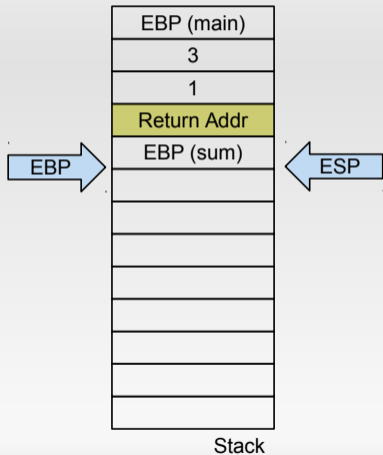 EBP (main)
3
1
Return Addr
EBP (sum)
EBP
ESP
Stack